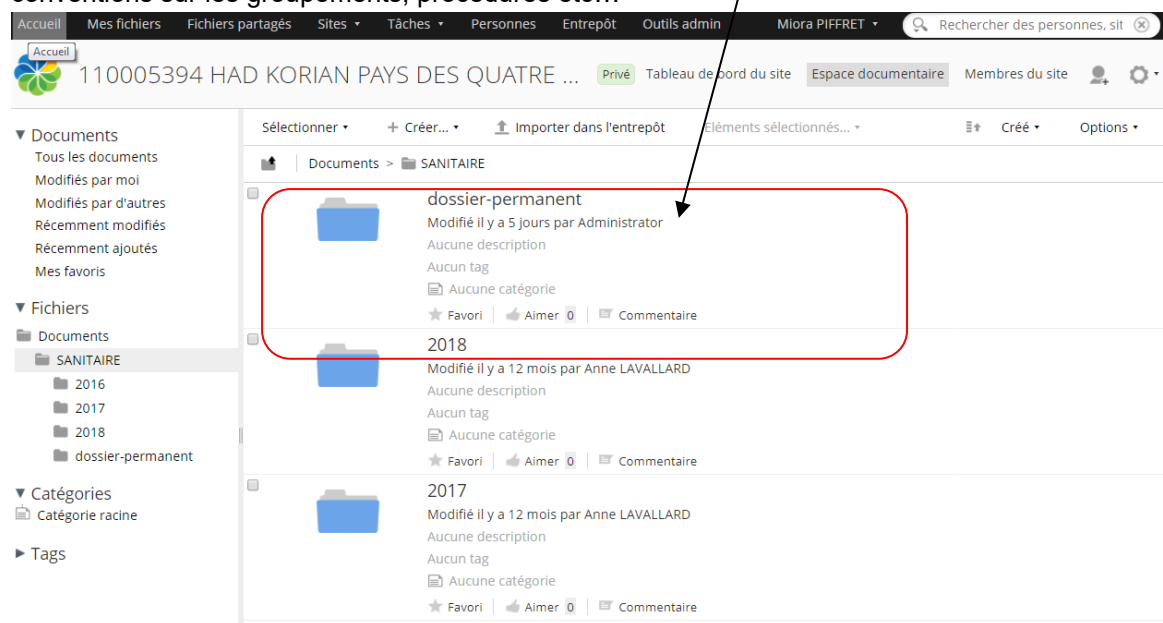 conventions sur les groupements, procédures etc…
Accueil Mes fichiers Fichiers partagés Sites Tâches Personnes Entrepôt Outils admin Miora PIFFRET Rechercher des personnes, sit
Accueil
110005394 HAD KORIAN PAYS DES QUATRE ... Privé Tableau de bord du site Espace documentaire Membres du site
Sélectionner + Créer... Importer dans l'entrepôt Eléments sélectionnés... Créé Options
Documents > SANITAIRE
Documents
Tous les documents
Modifiés par moi
Modifiés par d'autres
Récemment modifiés
Récemment ajoutés
Mes favoris
Fichiers
Documents
SANITAIRE
2016
2017
2018
dossier-permanent
Catégories
Catégorie racine
Tags
dossier-permanent
Modifié il y a 5 jours par Administrator
Aucune description
Aucun tag
Aucune catégorie
Favori Aimer 0 Commentaire
2018
Modifié il y a 12 mois par Anne LAVALLARD
Aucune description
Aucun tag
Aucune catégorie
Favori Aimer 0 Commentaire
2017
Modifié il y a 12 mois par Anne LAVALLARD
Aucune description
Aucun tag
Aucune catégorie
Favori Aimer 0 Commentaire